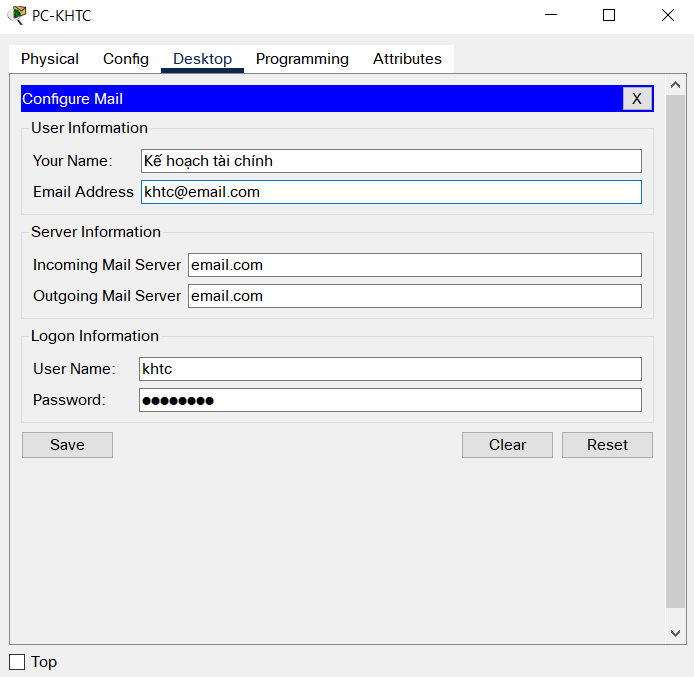 PC-KHTC
Physical Config Desktop Programming Attributes
Configure Mail X
User Information
Your Name: Kế hoạch tài chính
Email Address khtc@email.com
Server Information
Incoming Mail Server email.com
Outgoing Mail Server email.com
Logon Information
User Name: khtc
Password: ●●●●●●●●
Save Clear Reset
Top